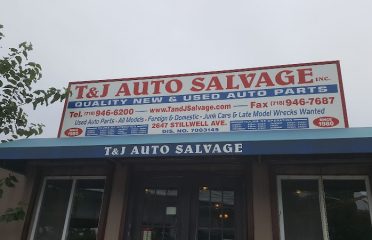 T&J AUTO SALVAGE INC.
QUALITY NEW & USED AUTO PARTS
Tel. (718) 946-6200 — www.TandJSalvage.com — Fax (718) 946-7687
Used Auto Parts - All Models - Foreign & Domestic - Junk Cars & Late Model Wrecks Wanted
2647 STILLWELL AVE.
DIS. NO. 7003145
SINCE 1980
T&J AUTO SALVAGE